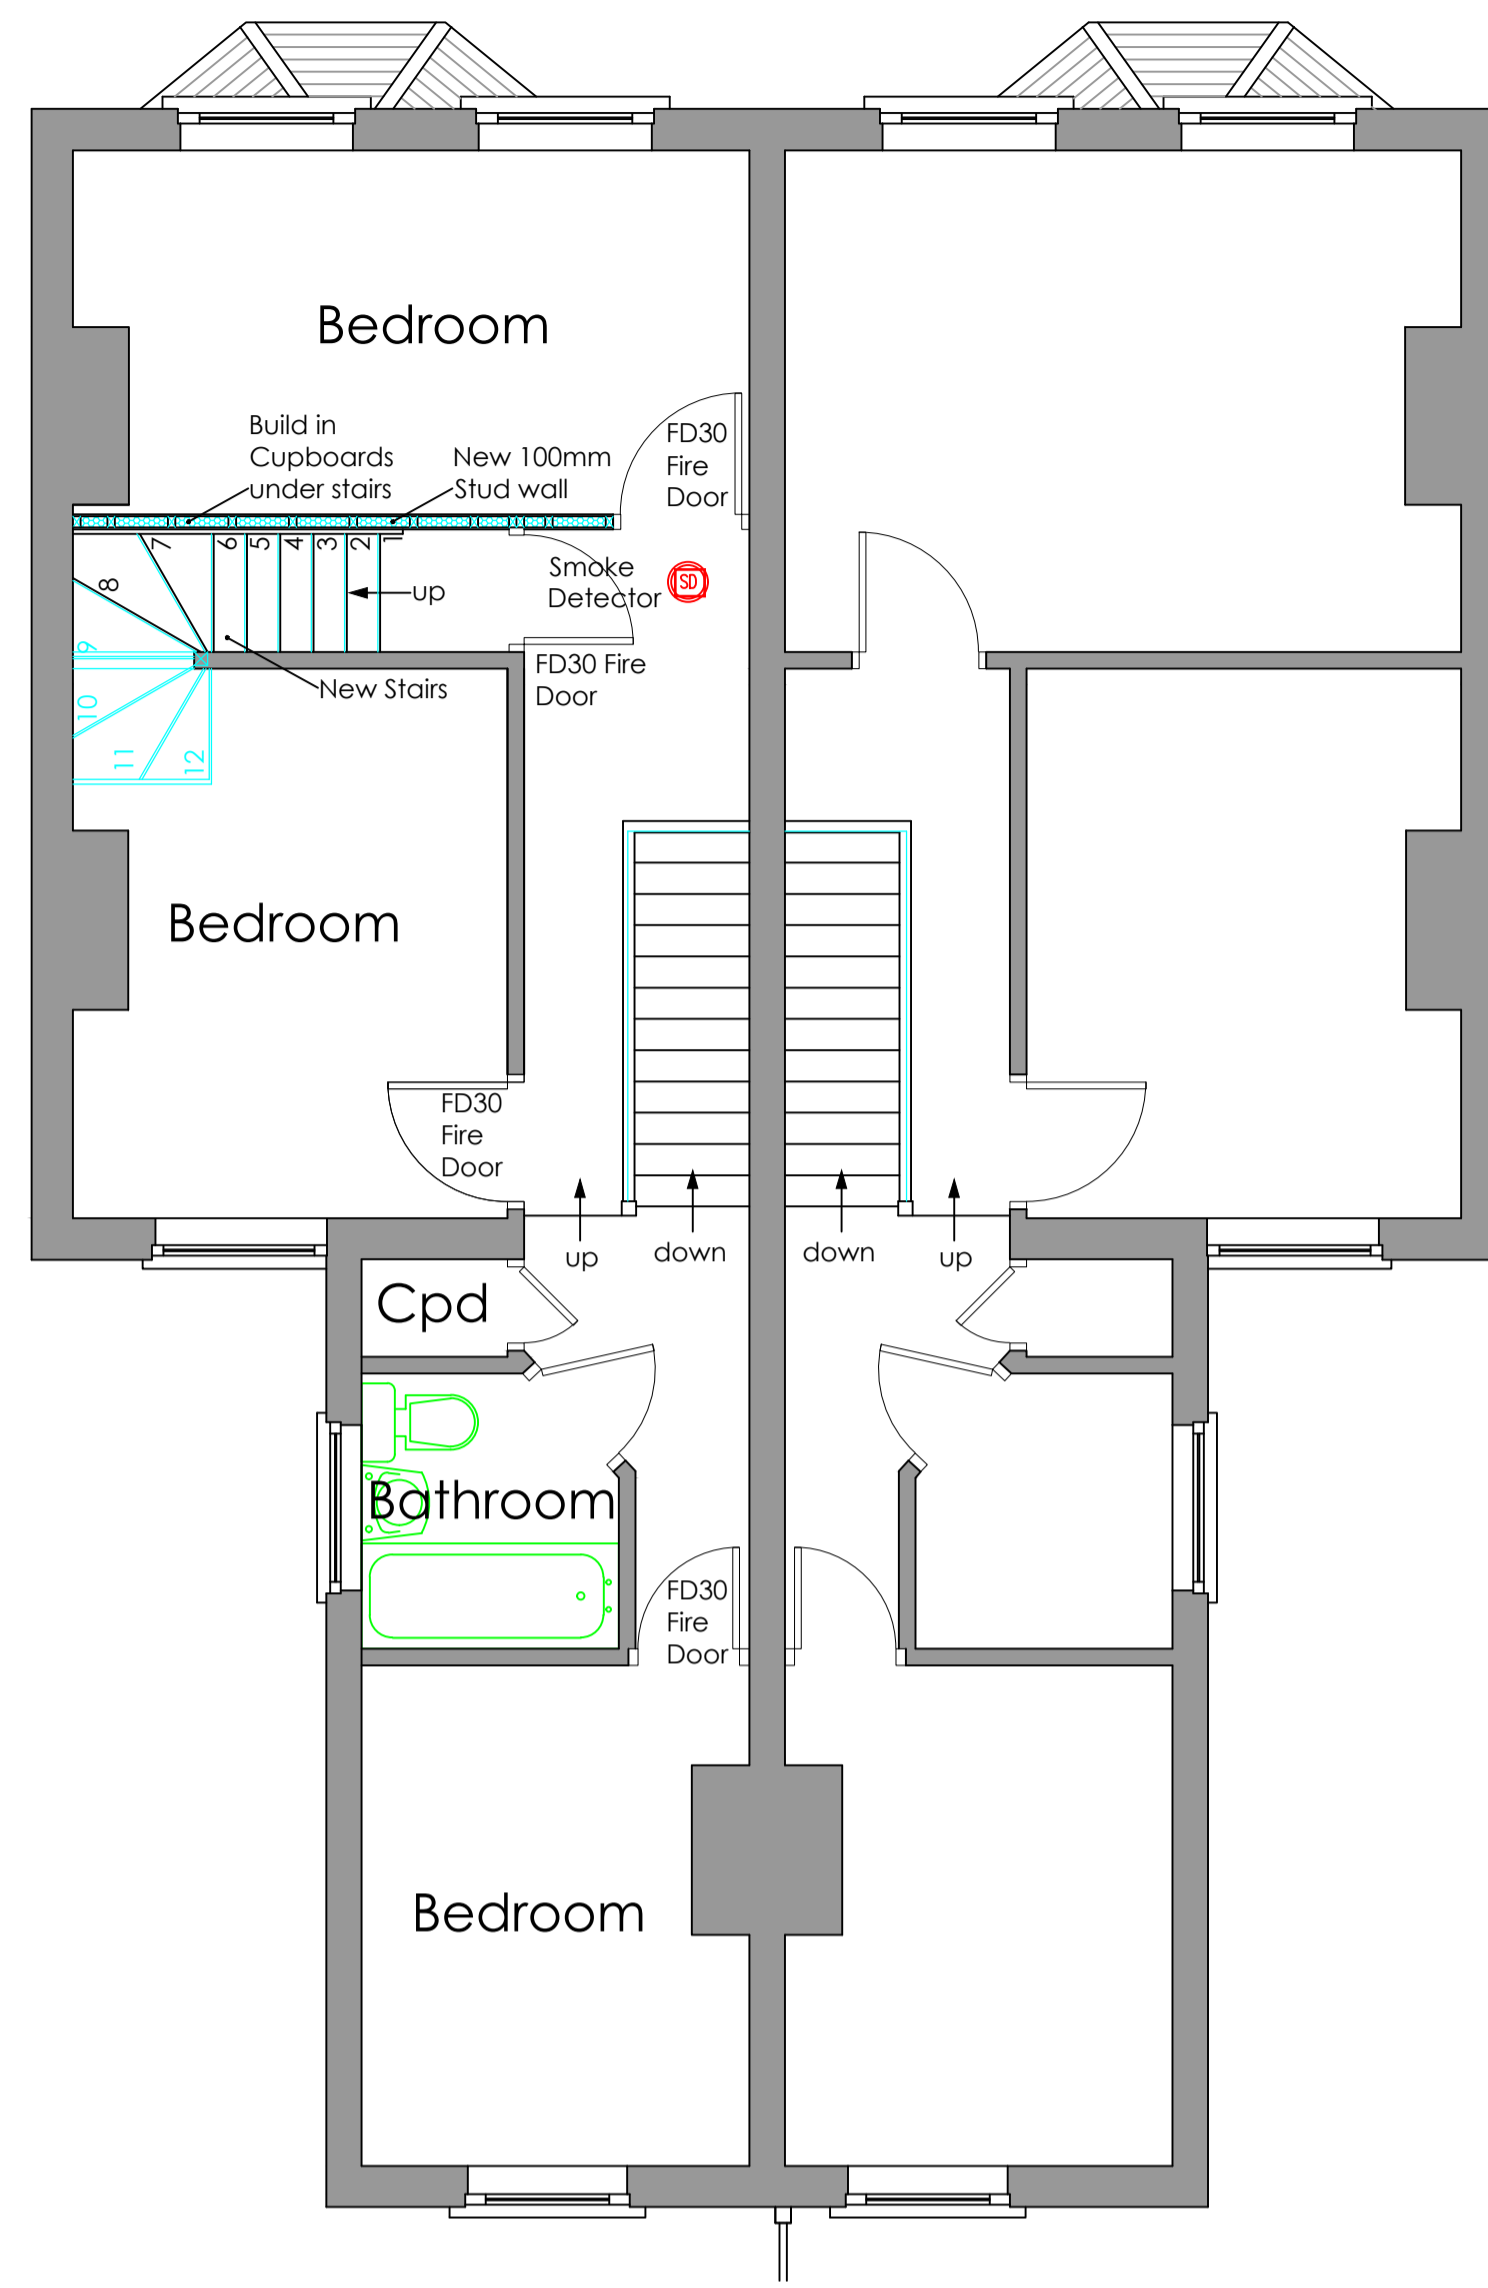 Bedroom
Build in
Cupboards
under stairs
New 100mm
Stud wall
FD30
Fire
Door
7
6
5
4
3
2
1
8
up
Smoke
Detector
SD
9
FD30 Fire
Door
New Stairs
10
11
12
Bedroom
FD30
Fire
Door
up
down
down
up
Cpd
Bathroom
FD30
Fire
Door
Bedroom